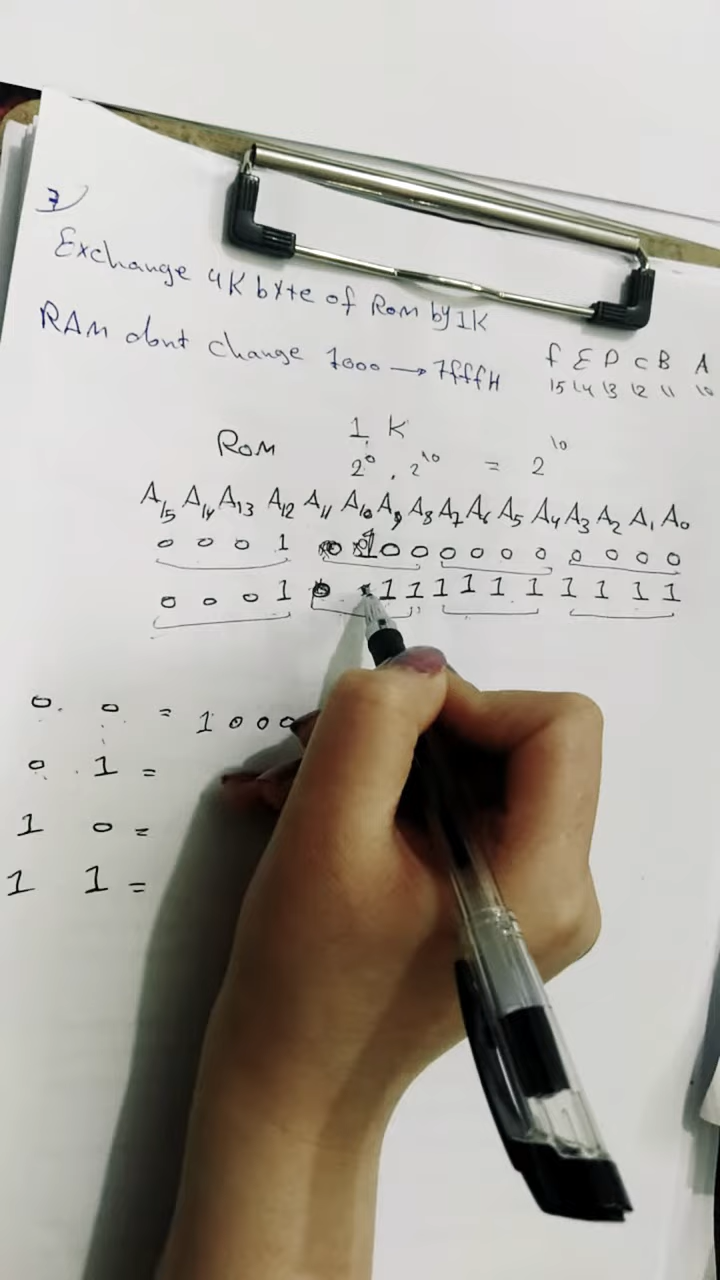 7
Exchange 4K byte of Rom by 1K
RAM dont change 1000 → 7fffH
f E D C B A
15 14 13 12 11 10
Rom 1 K
2⁰ . 2¹⁰ = 2¹⁰
A15 A14 A13 A12 A11 A10 A9 A8 A7 A6 A5 A4 A3 A2 A1 A0
0 0 0 1 0 1 0 0 0 0 0 0 0 0 0 0
0 0 0 1 0 1 1 1 1 1 1 1 1 1
0 0 = 1000
0 1 =
1 0 =
1 1 =